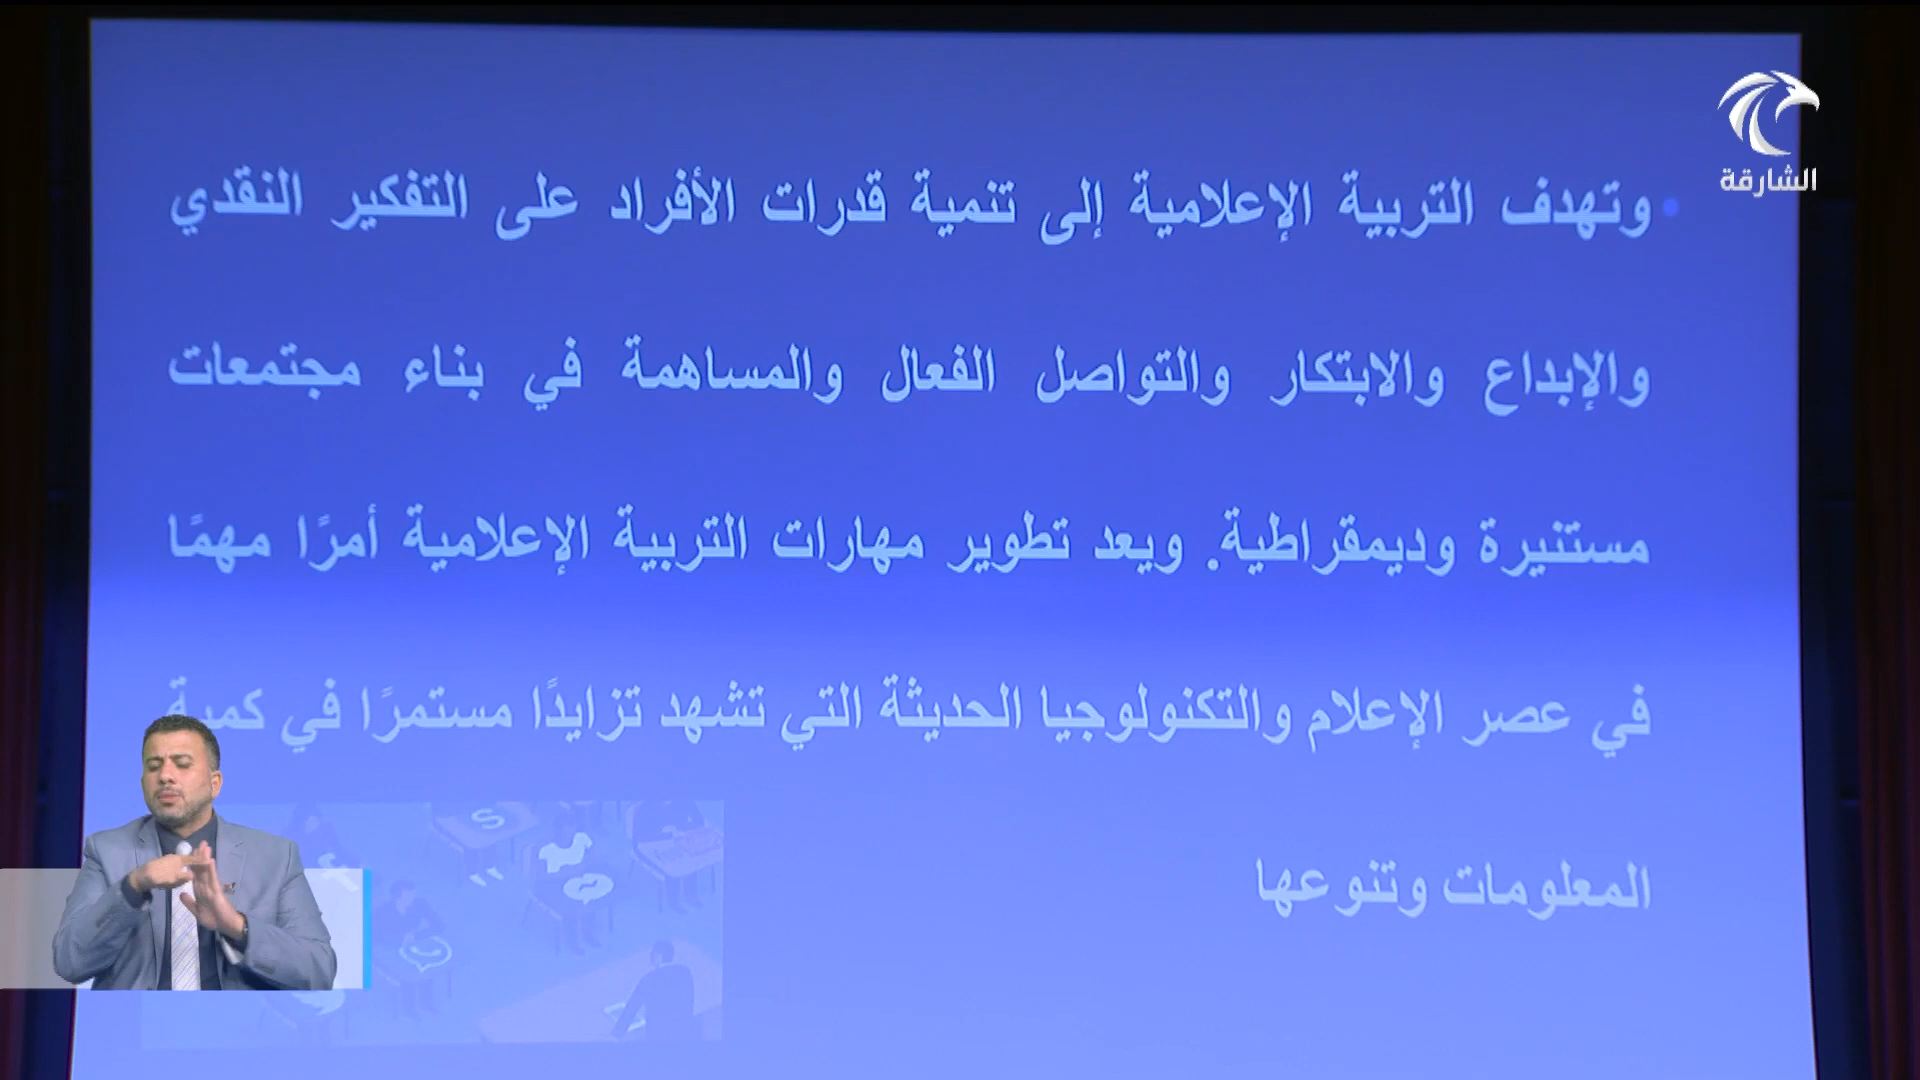 الشارقة
• وتهدف التربية الإعلامية إلى تنمية قدرات الأفراد على التفكير النقدي
والإبداع والابتكار والتواصل الفعال والمساهمة في بناء مجتمعات
مستنيرة وديمقراطية. ويعد تطوير مهارات التربية الإعلامية أمرًا مهمًا
في عصر الإعلام والتكنولوجيا الحديثة التي تشهد تزايدًا مستمرًا في كمية
المعلومات وتنوعها